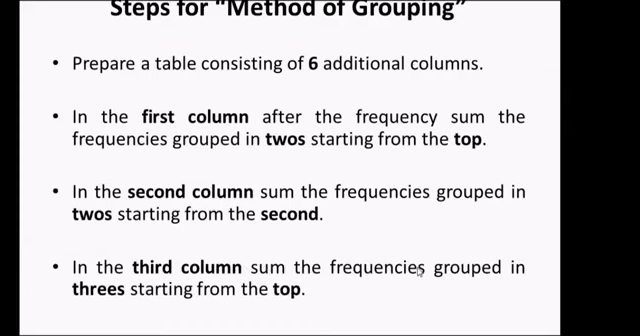 Steps for “Method of Grouping”
• Prepare a table consisting of 6 additional columns.
• In the first column after the frequency sum the
frequencies grouped in twos starting from the top.
• In the second column sum the frequencies grouped in
twos starting from the second.
• In the third column sum the frequencies grouped in
threes starting from the top.